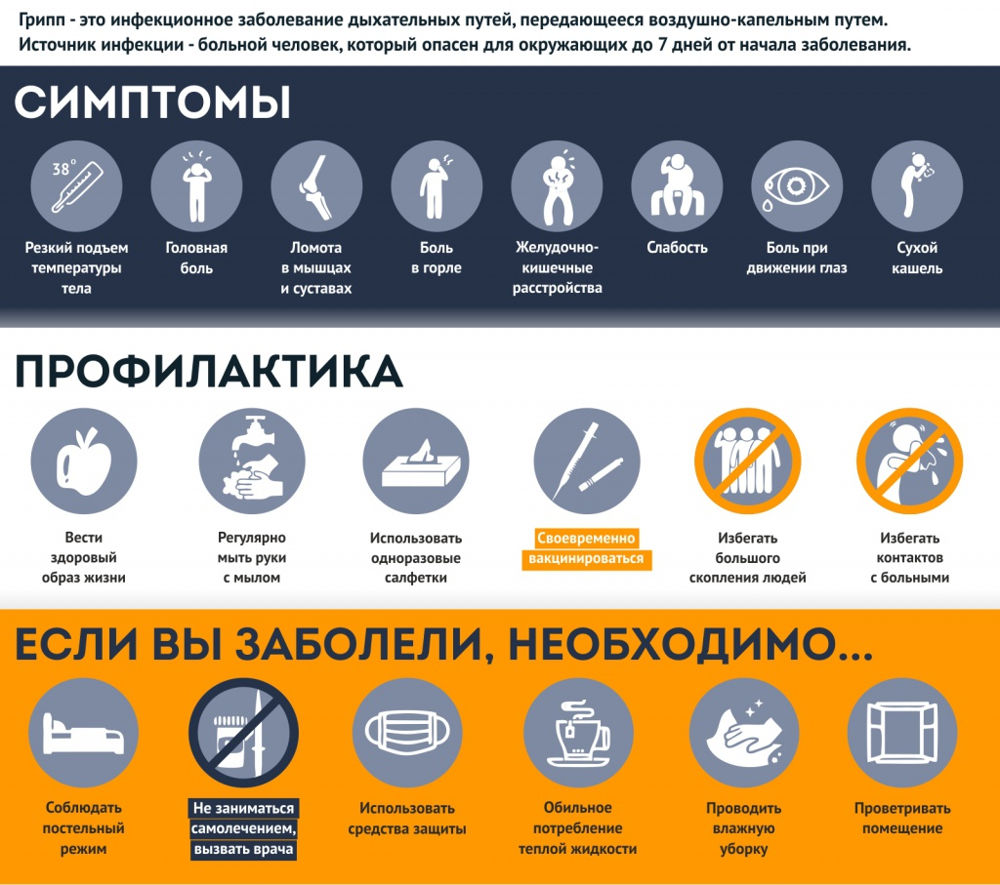 Грипп - это инфекционное заболевание дыхательных путей, передающееся воздушно-капельным путем.
Источник инфекции - больной человек, который опасен для окружающих до 7 дней от начала заболевания.
СИМПТОМЫ
38°
Резкий подъем
температуры
тела
Головная
боль
Ломота
в мышцах
и суставах
Боль
в горле
Желудочно-
кишечные
расстройства
Слабость
Боль при
движении глаз
Сухой
кашель
ПРОФИЛАКТИКА
Вести
здоровый
образ жизни
Регулярно
мыть руки
с мылом
Использовать
одноразовые
салфетки
Своевременно
вакцинироваться
Избегать
большого
скопления людей
Избегать
контактов
с больными
ЕСЛИ ВЫ ЗАБОЛЕЛИ, НЕОБХОДИМО...
Соблюдать
постельный
режим
Не заниматься
самолечением,
вызвать врача
Использовать
средства защиты
Обильное
потребление
теплой жидкости
Проводить
влажную
уборку
Проветривать
помещение